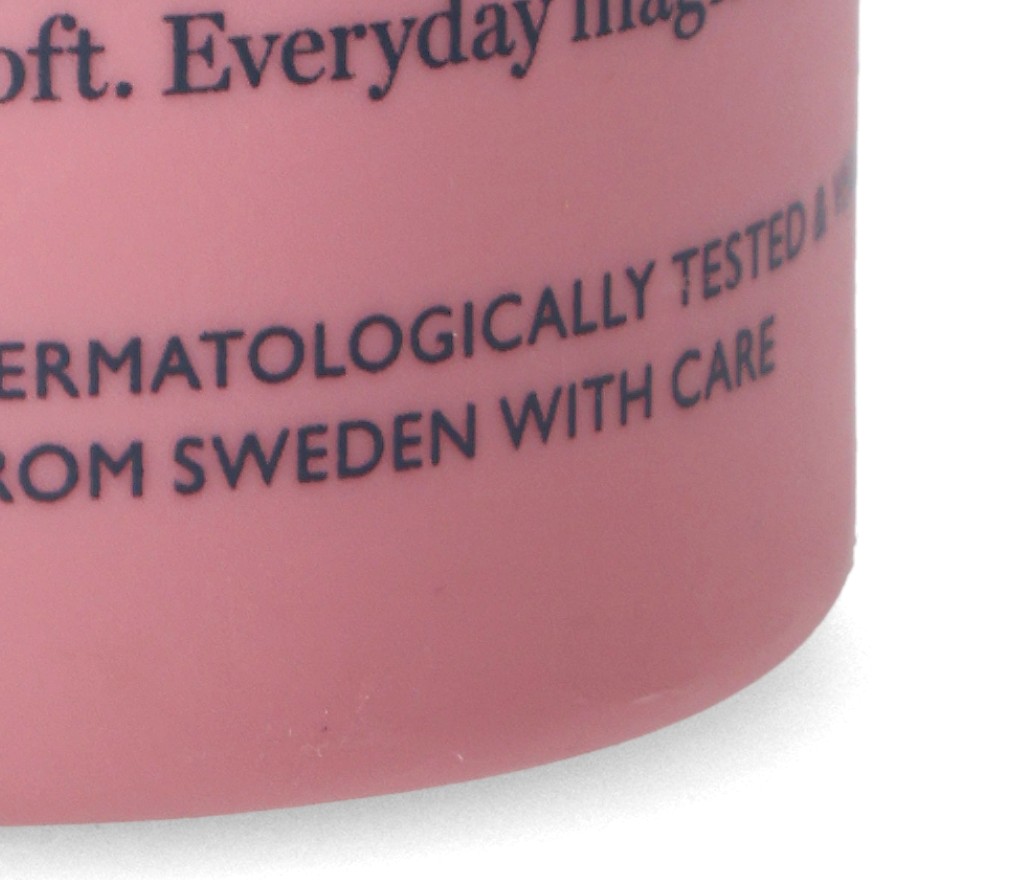 oft. Everyday
ERMATOLOGICALLY TESTED &
ROM SWEDEN WITH CARE